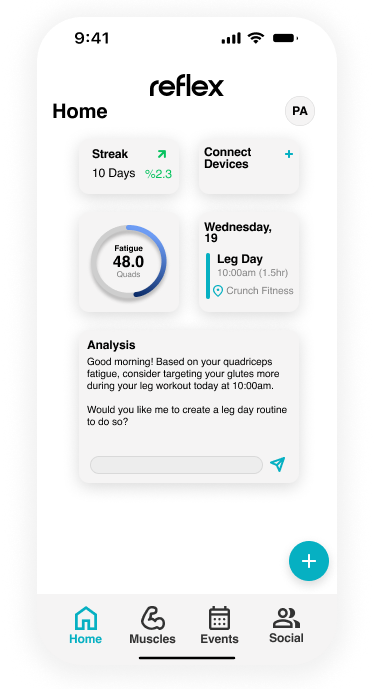 9:41
reflex
Home
PA
Streak
10 Days %2.3
Connect
Devices
Fatigue
48.0
Quads
Wednesday,
19
Leg Day
10:00am (1.5hr)
Crunch Fitness
Analysis
Good morning! Based on your quadriceps
fatigue, consider targeting your glutes more
during your leg workout today at 10:00am.
Would you like me to create a leg day routine
to do so?
Home Muscles Events Social